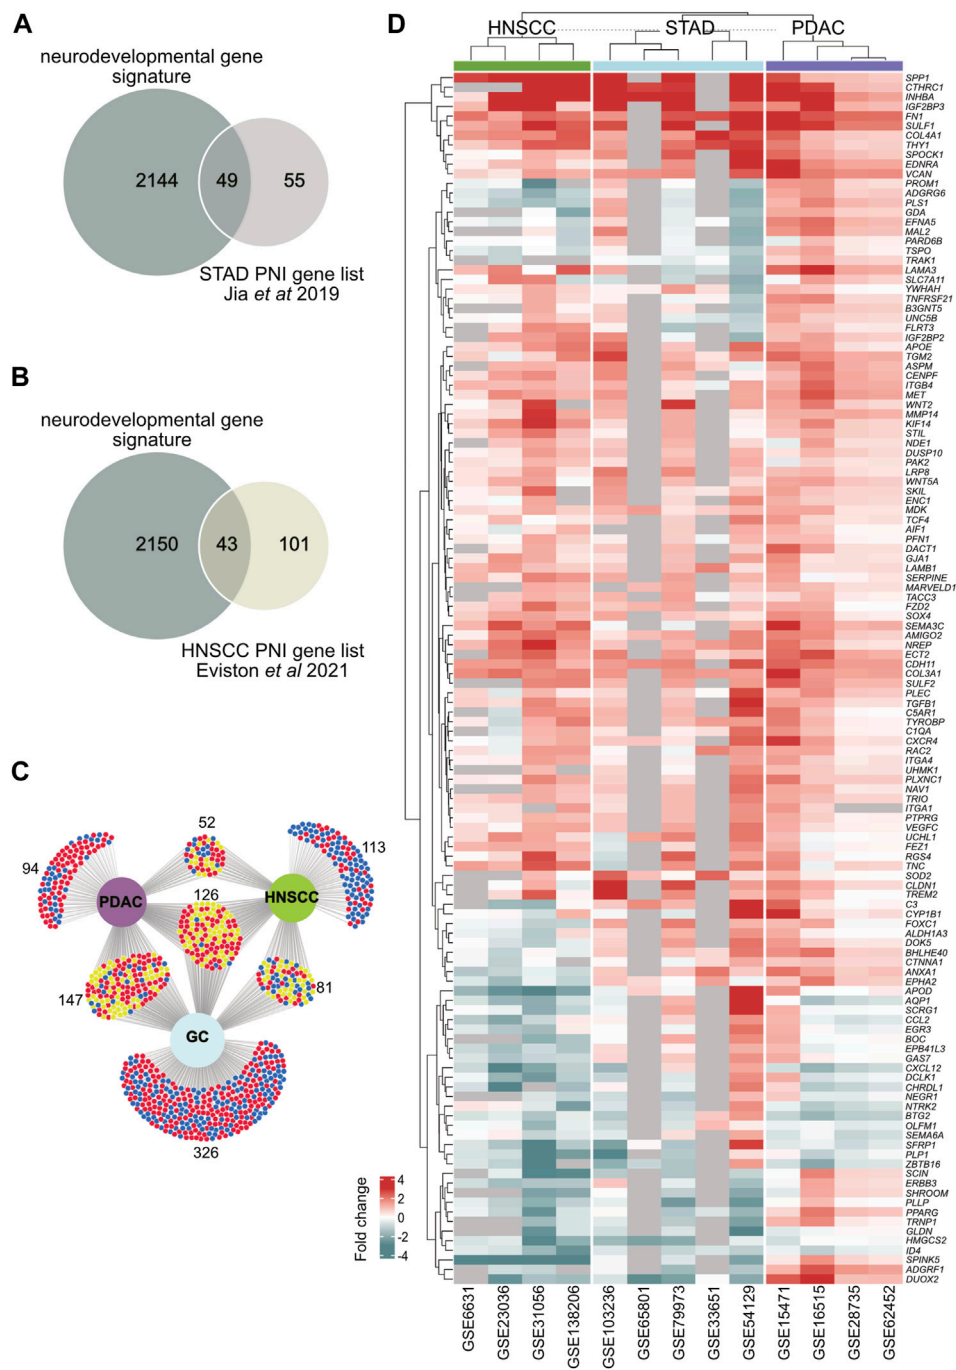 A
neurodevelopmental gene
signature
2144
49
55
STAD PNI gene list
Jia et at 2019
B
neurodevelopmental gene
signature
2150
43
101
HNSCC PNI gene list
Eviston et al 2021
C
52
94
113
126
PDAC
HNSCC
147
81
GC
326
D
HNSCC
STAD
PDAC
SPP1
CTHRC1
INHBA
IGF2BP3
FN1
SULF1
COL4A1
THY1
SPOCK1
EDNRA
VCAN
PROM1
ADGRG6
PLS1
GDA
EFNA5
MAL2
PARD6B
TSPO
TRAK1
LAMA3
SLC7A11
YWHAH
TNFRSF21
B3GNT5
UNC5B
FLRT3
IGF2BP2
APOE
TGM2
ASPM
CENPF
ITGB4
MET
WNT2
MMP14
KIF14
STIL
NDE1
DUSP10
PAK2
LRP8
WNT5A
SKIL
ENC1
MDK
TCF4
AIF1
PFN1
DACT1
GJA1
LAMB1
SERPINE
MARVELD1
TACC3
FZD2
SOX4
SEMA3C
AMIGO2
NREP
ECT2
CDH11
COL3A1
SULF2
PLEC
TGFB1
C5AR1
TYROBP
C1QA
CXCR4
RAC2
ITGA4
UHMK1
PLXNC1
NAV1
TRIO
ITGA1
PTPRG
VEGFC
UCHL1
FEZ1
RGS4
TNC
SOD2
CLDN1
TREM2
C3
CYP1B1
FOXC1
ALDH1A3
DOK5
BHLHE40
CTNNA1
ANXA1
EPHA2
APOD
AQP1
SCRG1
CCL2
EGR3
BOC
EPB41L3
GAS7
CXCL12
DCLK1
CHRDL1
NEGR1
NTRK2
BTG2
OLFM1
SEMA6A
SFRP1
PLP1
ZBTB16
SCIN
ERBB3
SHROOM
PLLP
PPARG
TRNP1
GLDN
HMGCS2
ID4
SPINK5
ADGRF1
DUOX2
Fold change
4
2
0
-2
-4
GSE6631
GSE23036
GSE31056
GSE138206
GSE103236
GSE65801
GSE79973
GSE33651
GSE54129
GSE15471
GSE16515
GSE28735
GSE62452